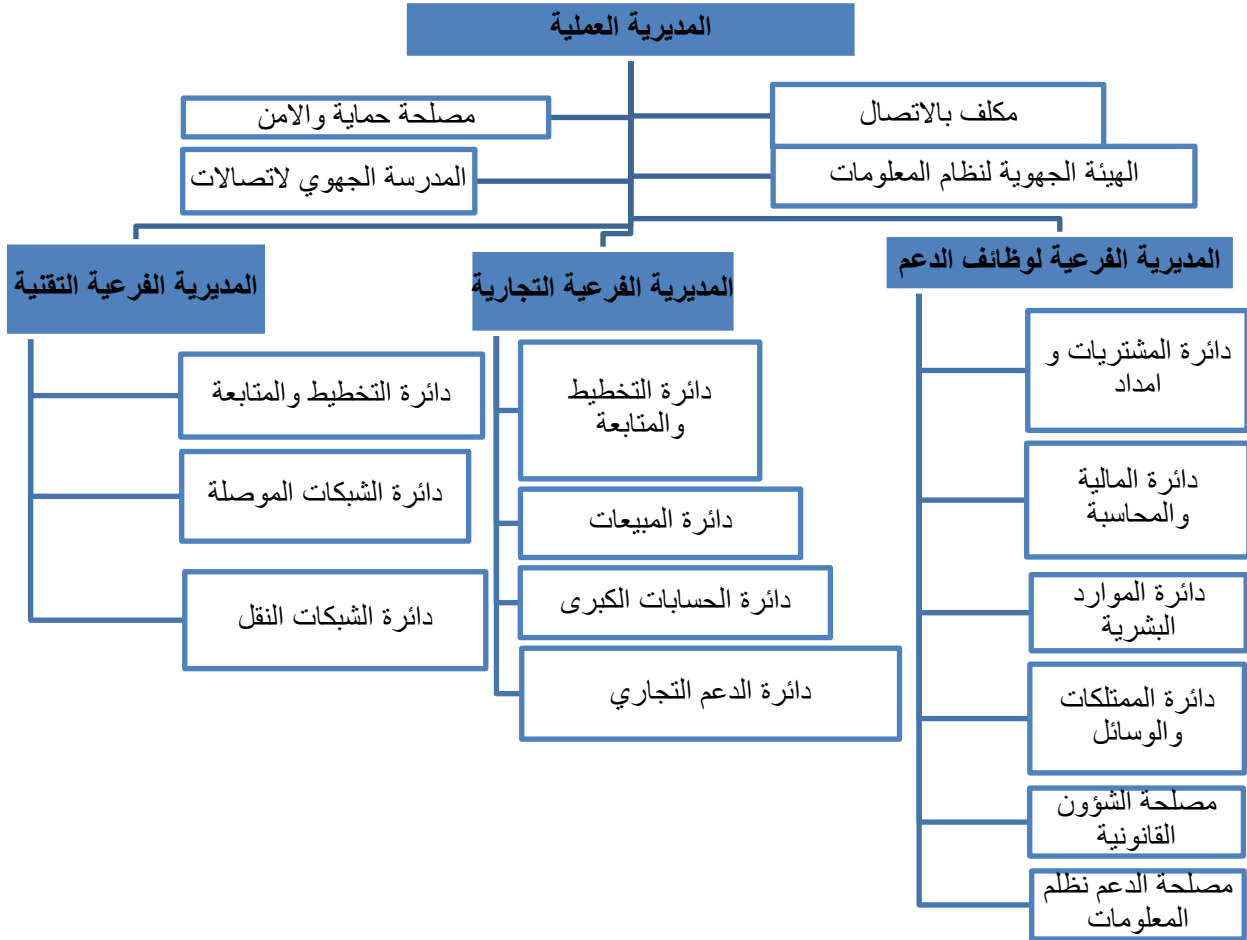 المديرية العملية
مكلف بالاتصال
مصلحة حماية والامن
الهيئة الجهوية لنظام المعلومات
المدرسة الجهوي لاتصالات
المديرية الفرعية لوظائف الدعم
المديرية الفرعية التجارية
المديرية الفرعية التقنية
دائرة المشتريات و
امداد
دائرة المالية
والمحاسبة
دائرة الموارد
البشرية
دائرة الممتلكات
والوسائل
مصلحة الشؤون
القانونية
مصلحة الدعم نظلم
المعلومات
دائرة التخطيط
والمتابعة
دائرة المبيعات
دائرة الحسابات الكبرى
دائرة الدعم التجاري
دائرة التخطيط والمتابعة
دائرة الشبكات الموصلة
دائرة الشبكات النقل